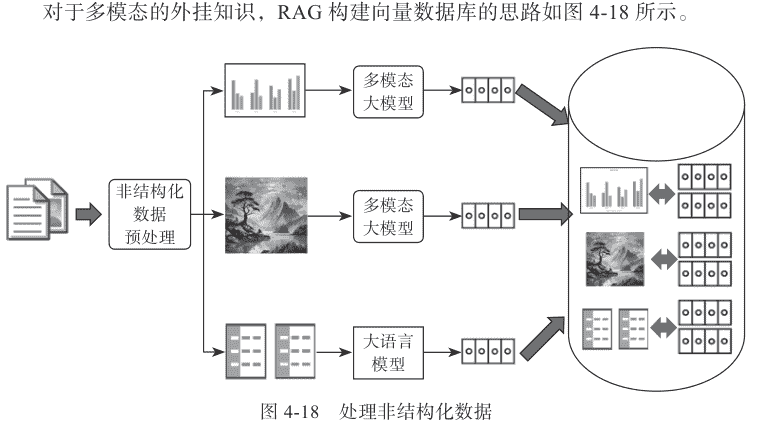 对于多模态的外挂知识，RAG 构建向量数据库的思路如图 4-18 所示。
多模态
大模型
非结构化
数据
预处理
多模态
大模型
大语言
模型
图 4-18 处理非结构化数据